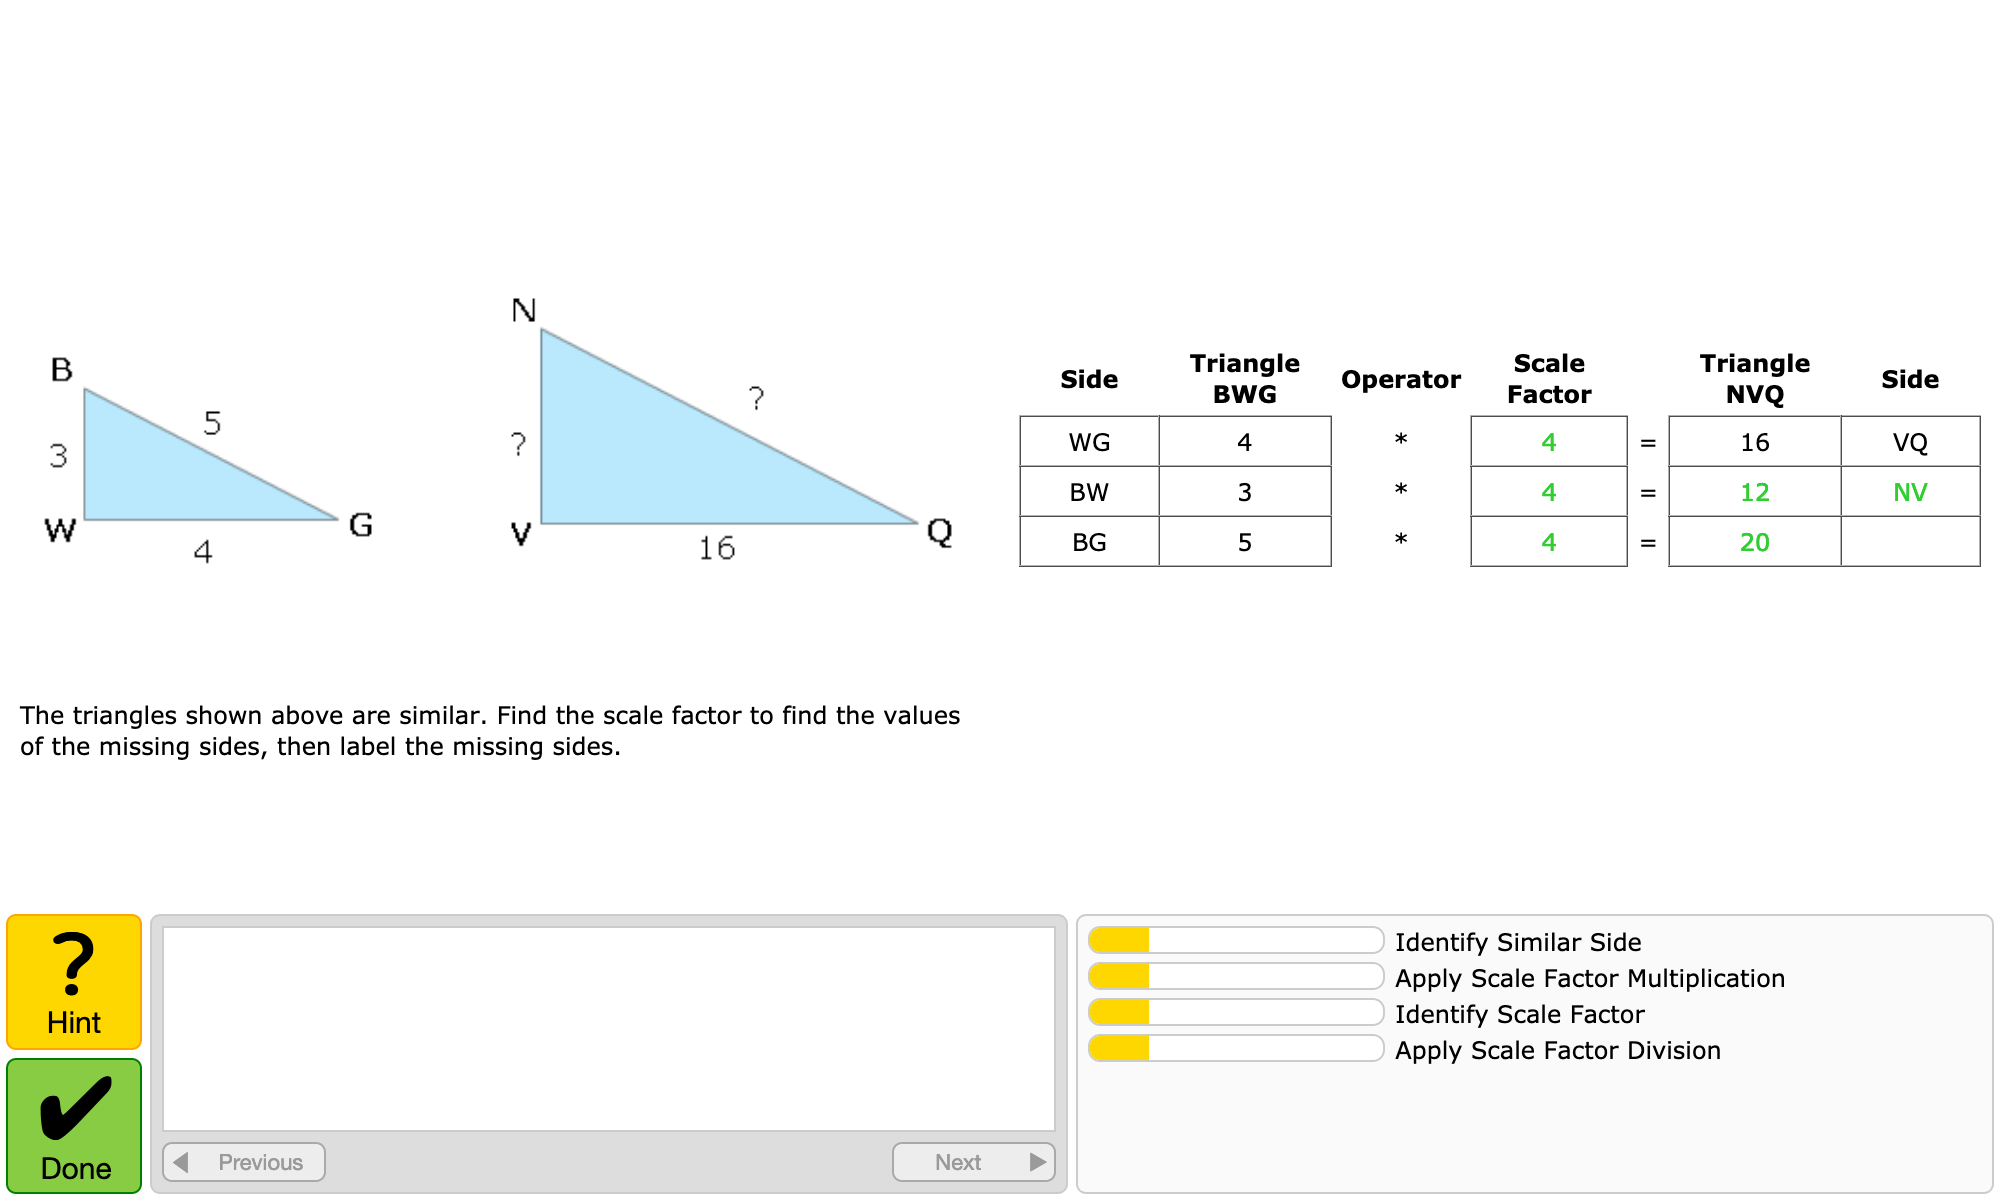 N
B
5
?
3
?
W
G
4
V
Q
16
Side Triangle BWG Operator Scale Factor Triangle NVQ Side
WG 4 * 4 = 16 VQ
BW 3 * 4 = 12 NV
BG 5 * 4 = 20
The triangles shown above are similar. Find the scale factor to find the values
of the missing sides, then label the missing sides.
?
Hint
Done
Previous
Next
Identify Similar Side
Apply Scale Factor Multiplication
Identify Scale Factor
Apply Scale Factor Division